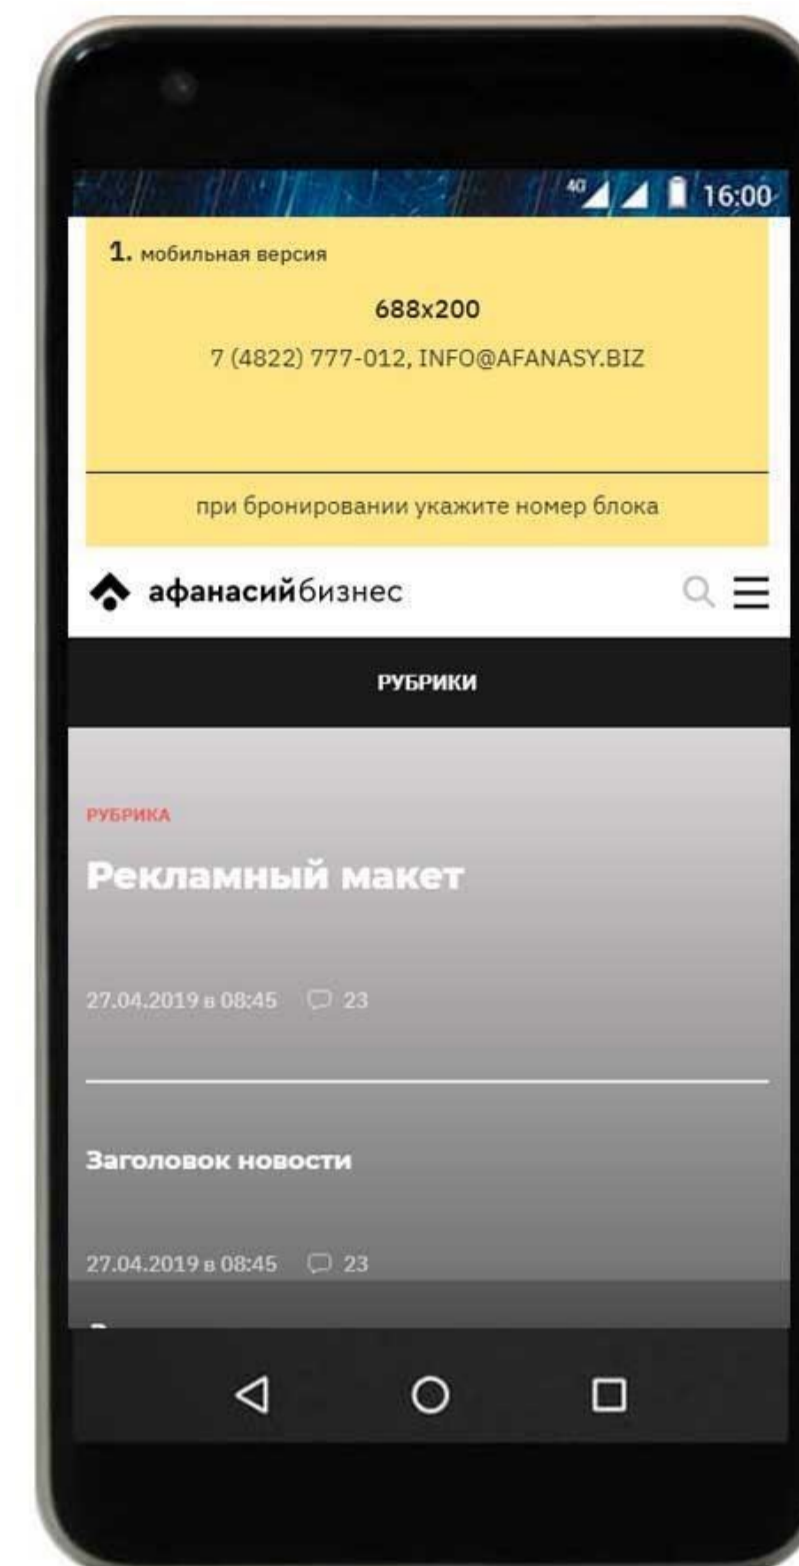 4G 16:00
1. мобильная версия
688x200
7 (4822) 777-012, INFO@AFANASY.BIZ
при бронировании укажите номер блока
афанасийбизнес
РУБРИКИ
РУБРИКА
Рекламный макет
27.04.2019 в 08:45 23
Заголовок новости
27.04.2019 в 08:45 23